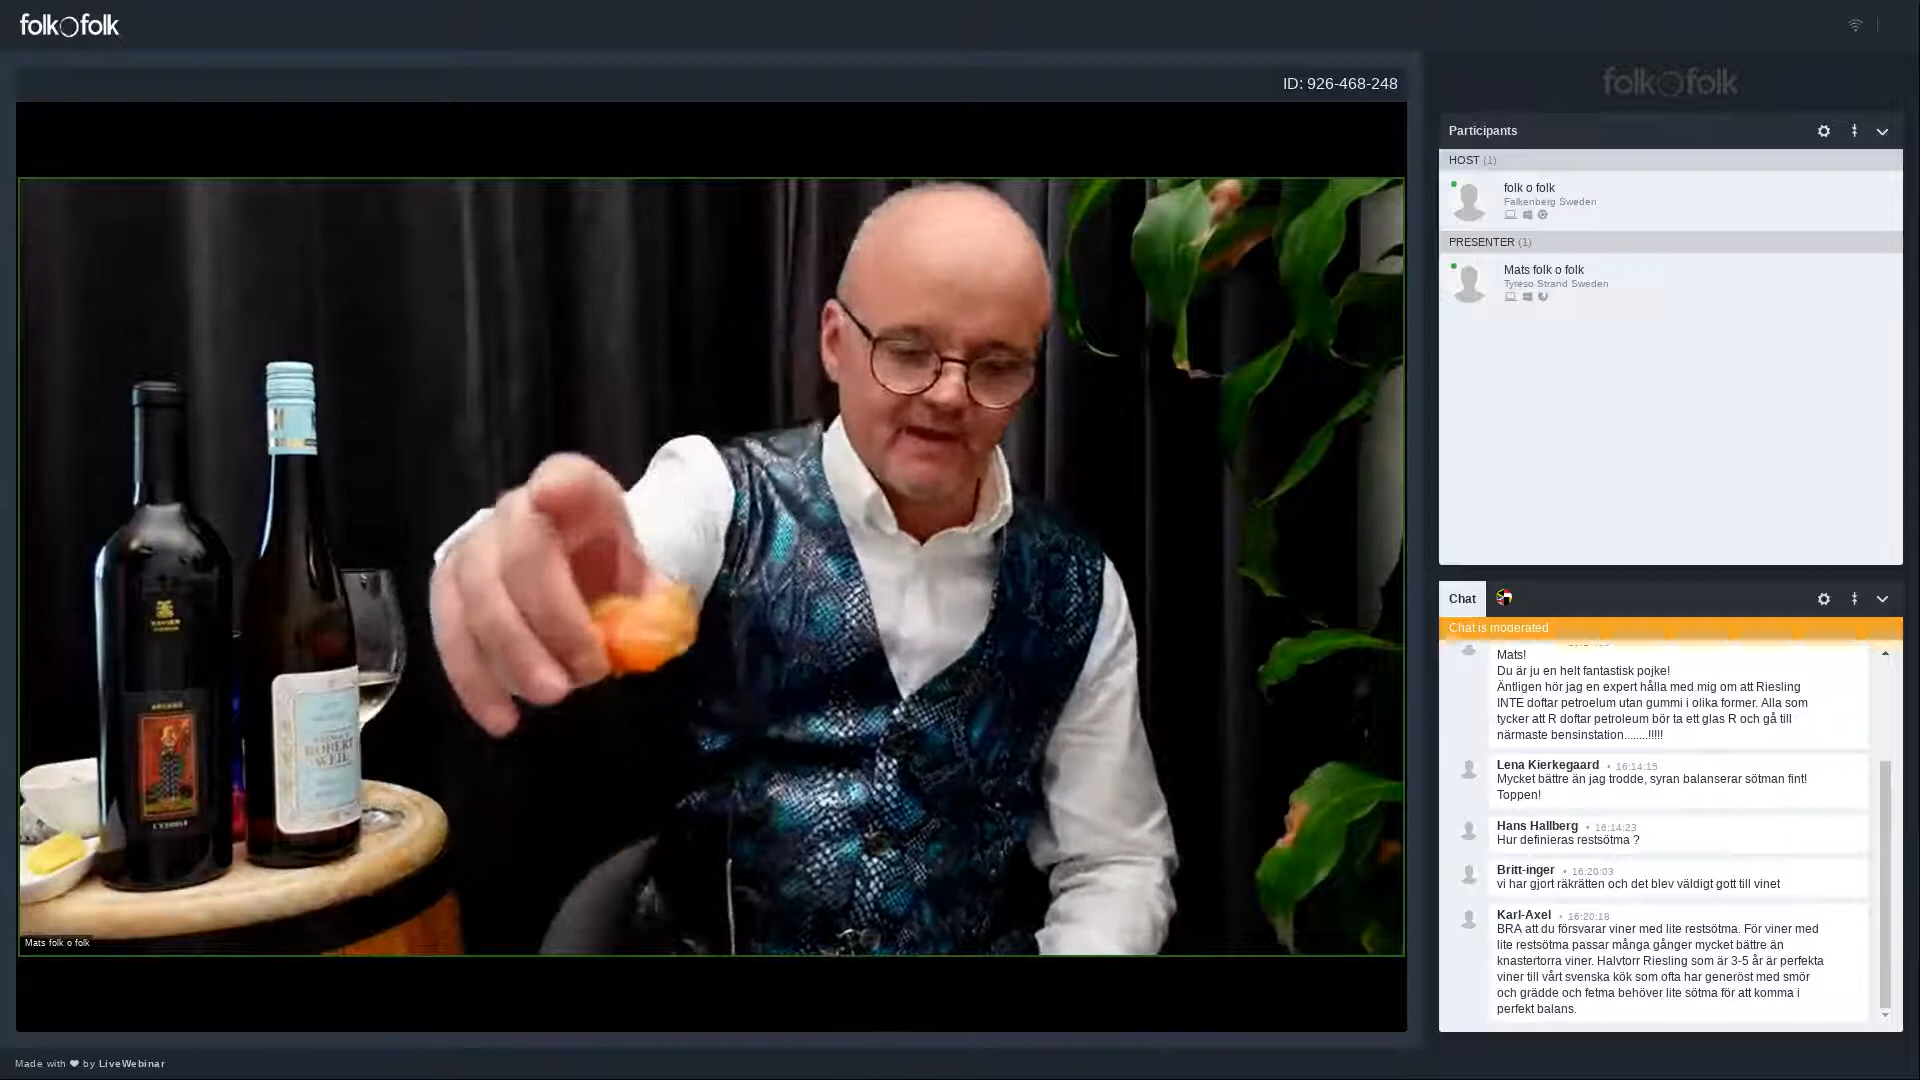 folkofolk
ID: 926-468-248
ROBERT
WEIL
Mats folk o folk
folkofolk
Participants
HOST (1)
folk o folk
Falkenberg Sweden
PRESENTER (1)
Mats folk o folk
Tyreso Strand Sweden
Chat
Chat is moderated
Mats!
Du är ju en helt fantastisk pojke!
Äntligen hör jag en expert hålla med mig om att Riesling
INTE doftar petroelum utan gummi i olika former. Alla som
tycker att R doftar petroleum bör ta ett glas R och gå till
närmaste bensinstation........!!!!!
Lena Kierkegaard • 16:14:15
Mycket bättre än jag trodde, syran balanserar sötman fint!
Toppen!
Hans Hallberg • 16:14:23
Hur definieras restsötma ?
Britt-inger • 16:20:03
vi har gjort räkrätten och det blev väldigt gott till vinet
Karl-Axel • 16:20:18
BRA att du försvarar viner med lite restsötma. För viner med
lite restsötma passar många gånger mycket bättre än
knastertorra viner. Halvtorr Riesling som är 3-5 år är perfekta
viner till vårt svenska kök som ofta har generöst med smör
och grädde och fetma behöver lite sötma för att komma i
perfekt balans.
Made with ❤ by LiveWebinar